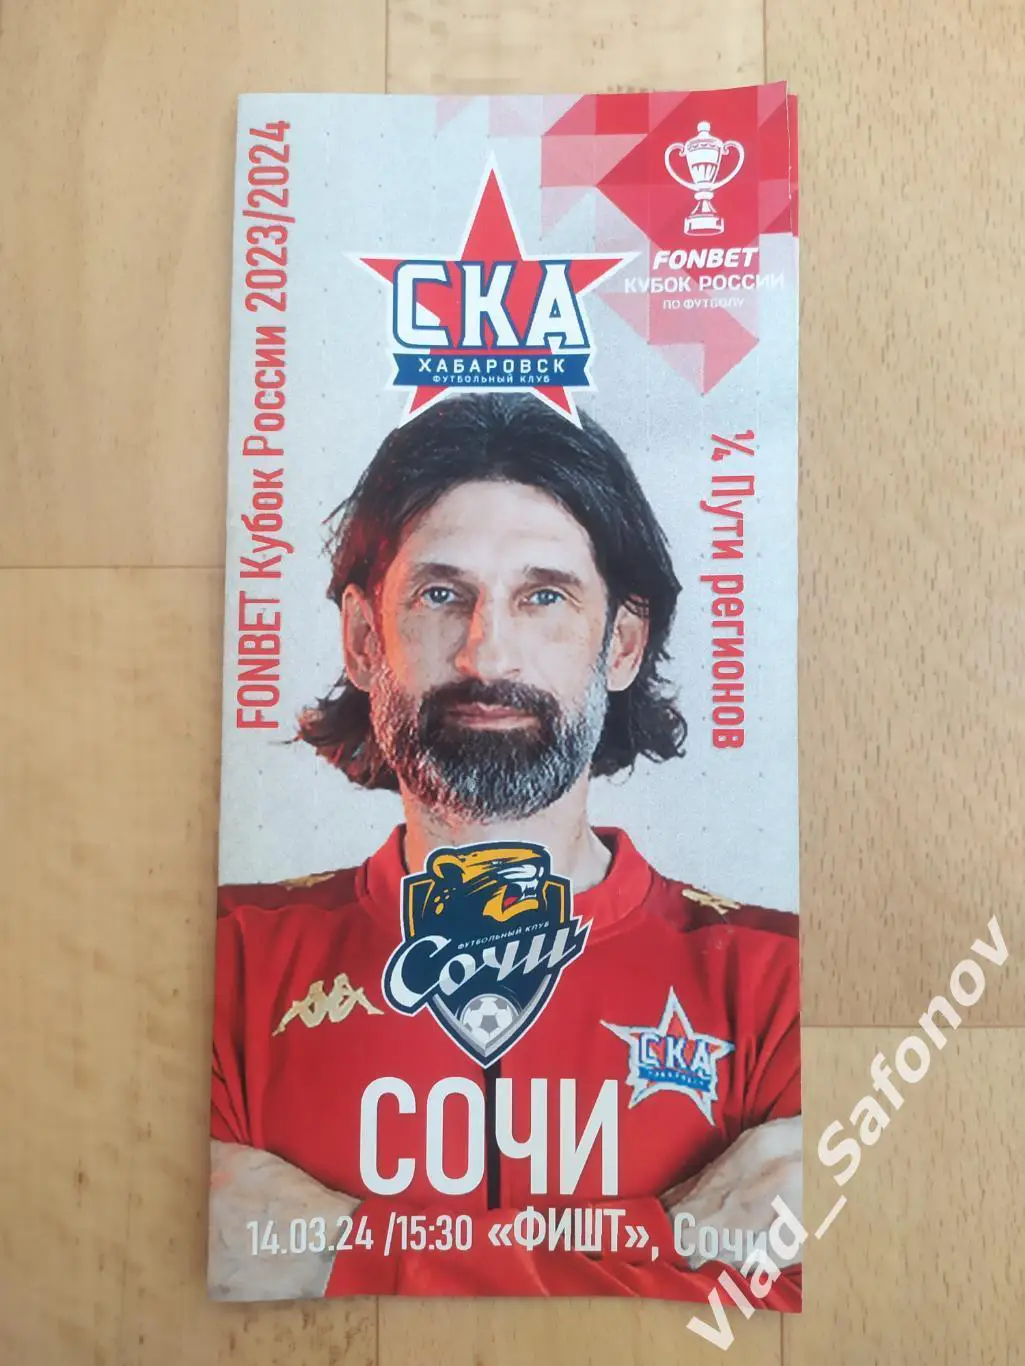 FONBET Кубок России 2023/2024
СКА
ХАБАРОВСК
ФУТБОЛЬНЫЙ КЛУБ
FONBET
КУБОК РОССИИ
ПО ФУТБОЛУ
1/4 Пути регионов
ФУТБОЛЬНЫЙ КЛУБ
Сочи
СКА
СОЧИ
14.03.24 /15:30 «ФИШТ», Сочи
vlad_Safonov